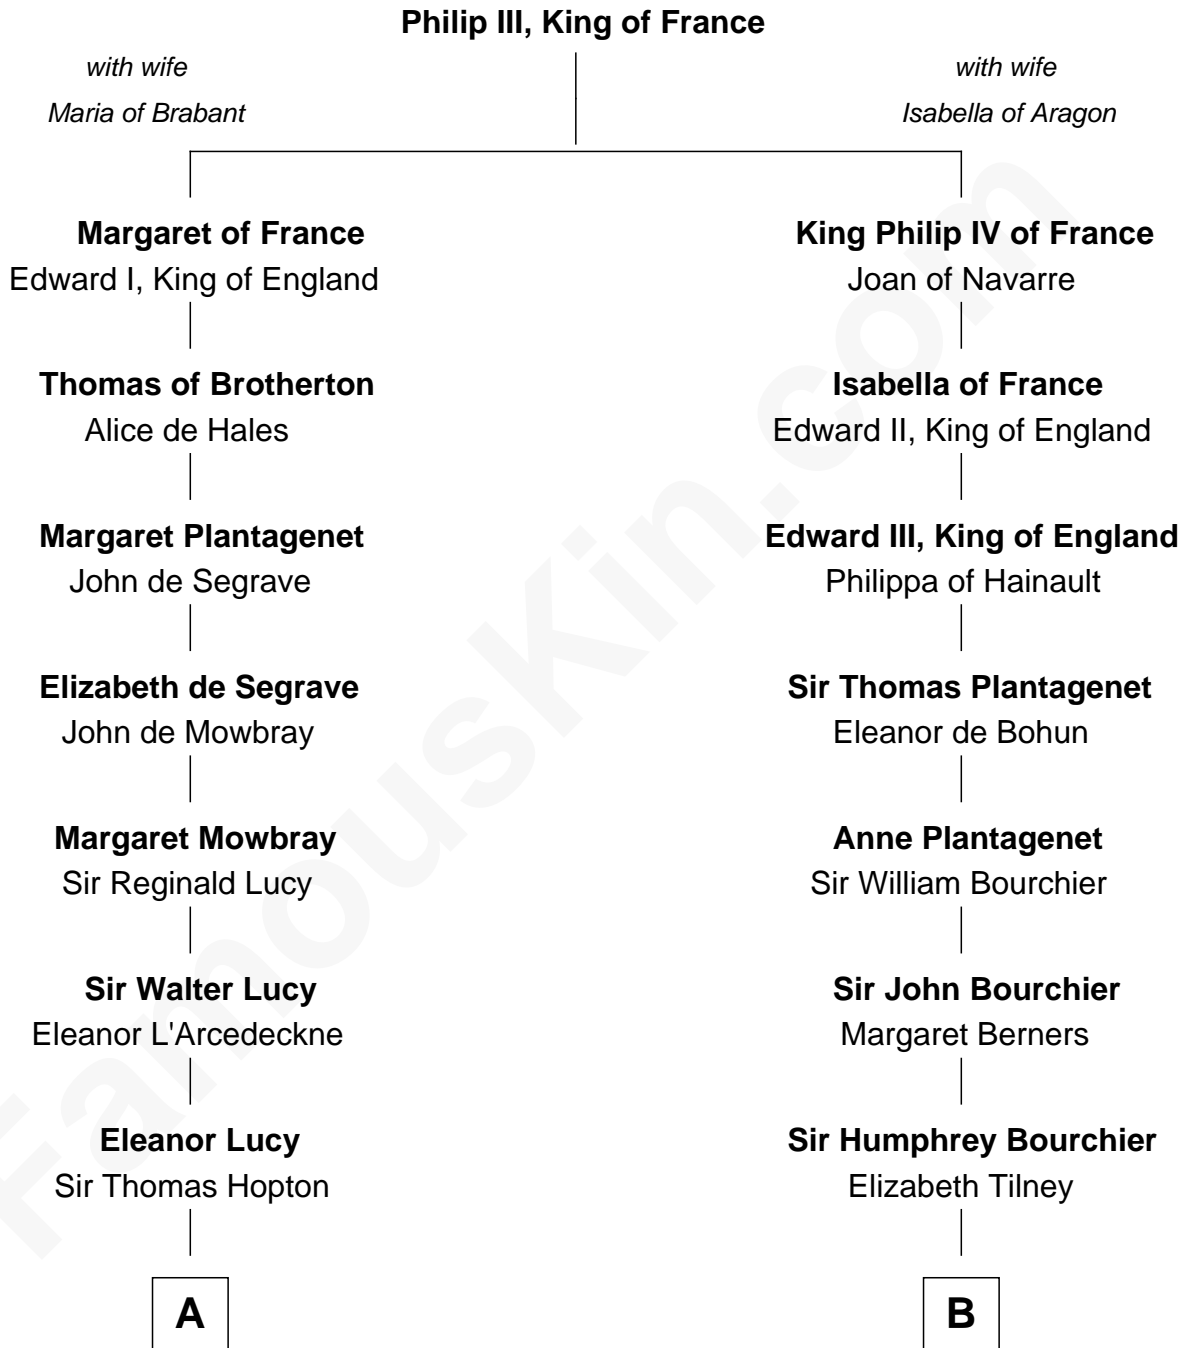 Philip III, King of France
with wife
Maria of Brabant
with wife
Isabella of Aragon
Margaret of France
Edward I, King of England
King Philip IV of France
Joan of Navarre
Thomas of Brotherton
Alice de Hales
Isabella of France
Edward II, King of England
Margaret Plantagenet
John de Segrave
Edward III, King of England
Philippa of Hainault
Elizabeth de Segrave
John de Mowbray
Sir Thomas Plantagenet
Eleanor de Bohun
Margaret Mowbray
Sir Reginald Lucy
Anne Plantagenet
Sir William Bourchier
Sir Walter Lucy
Eleanor L'Arcedeckne
Sir John Bourchier
Margaret Berners
Eleanor Lucy
Sir Thomas Hopton
Sir Humphrey Bourchier
Elizabeth Tilney
A
B
FamousKin.com